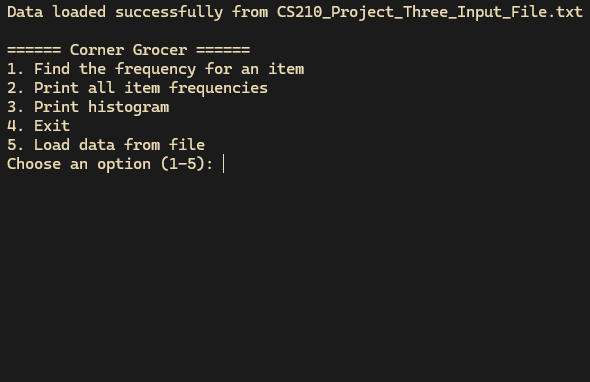 Data loaded successfully from CS210_Project_Three_Input_File.txt
====== Corner Grocer ======
1. Find the frequency for an item
2. Print all item frequencies
3. Print histogram
4. Exit
5. Load data from file
Choose an option (1-5):